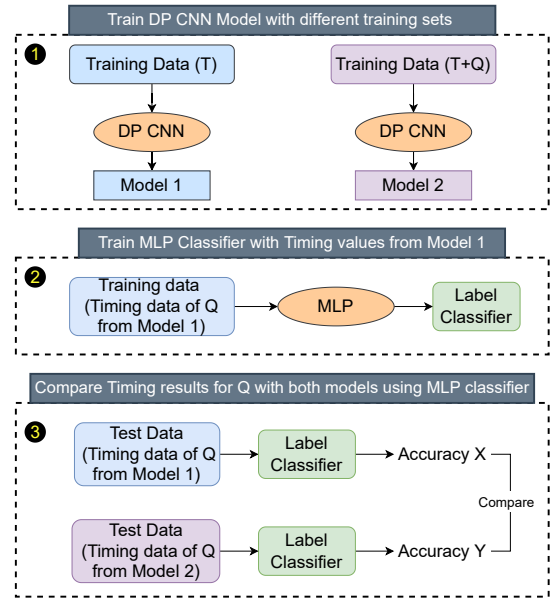 Train DP CNN Model with different training sets
1
Training Data (T)
Training Data (T+Q)
DP CNN
DP CNN
Model 1
Model 2
Train MLP Classifier with Timing values from Model 1
2
Training data
(Timing data of Q
from Model 1)
MLP
Label
Classifier
Compare Timing results for Q with both models using MLP classifier
3
Test Data
(Timing data of Q
from Model 1)
Label
Classifier
Accuracy X
Compare
Test Data
(Timing data of Q
from Model 2)
Label
Classifier
Accuracy Y